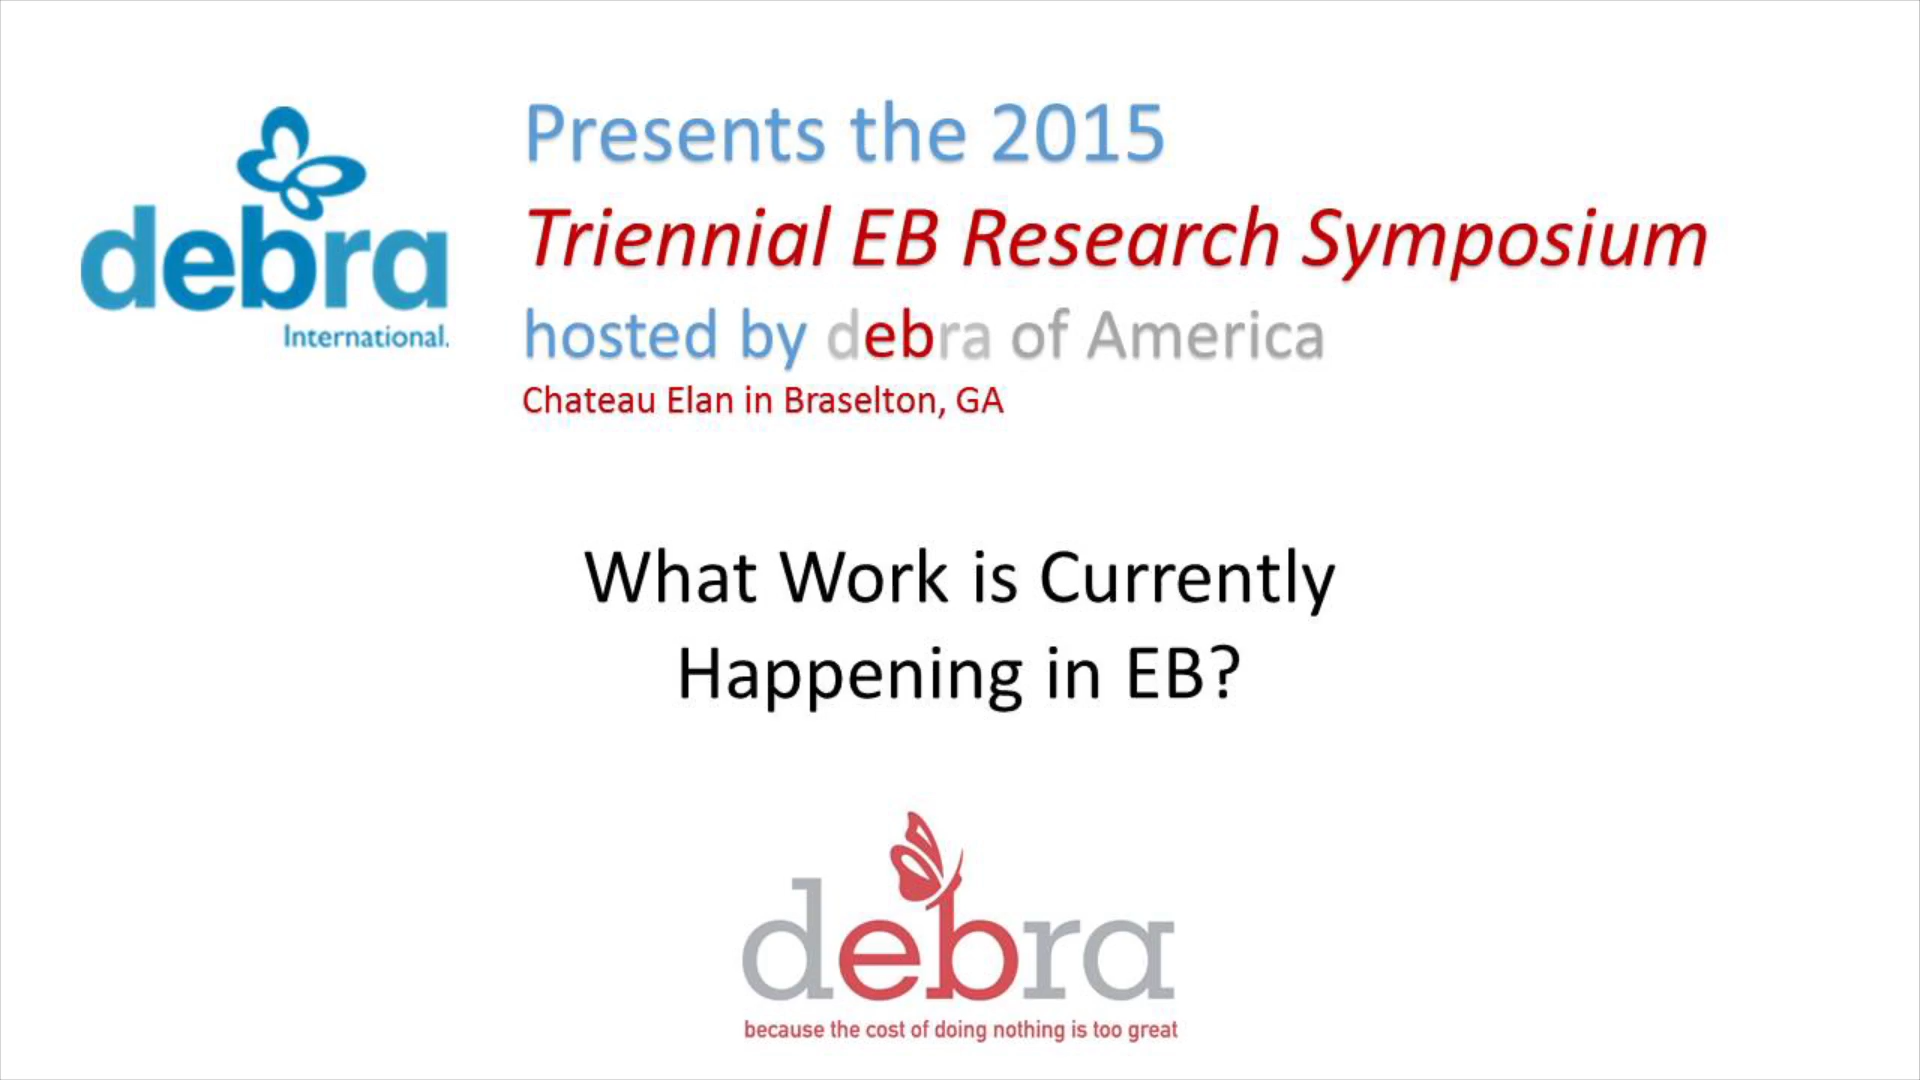 debra
International.
Presents the 2015
Triennial EB Research Symposium
hosted by debra of America
Chateau Elan in Braselton, GA
What Work is Currently
Happening in EB?
debra
because the cost of doing nothing is too great